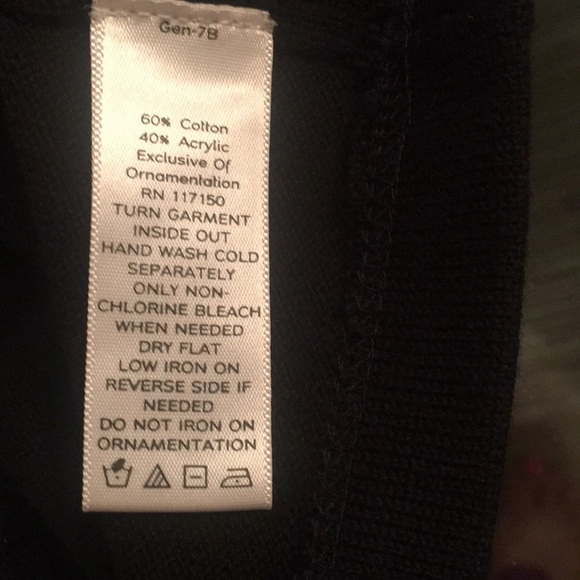 Gen-7B
60% Cotton
40% Acrylic
Exclusive Of
Ornamentation
RN 117150
TURN GARMENT
INSIDE OUT
HAND WASH COLD
SEPARATELY
ONLY NON-
CHLORINE BLEACH
WHEN NEEDED
DRY FLAT
LOW IRON ON
REVERSE SIDE IF
NEEDED
DO NOT IRON ON
ORNAMENTATION